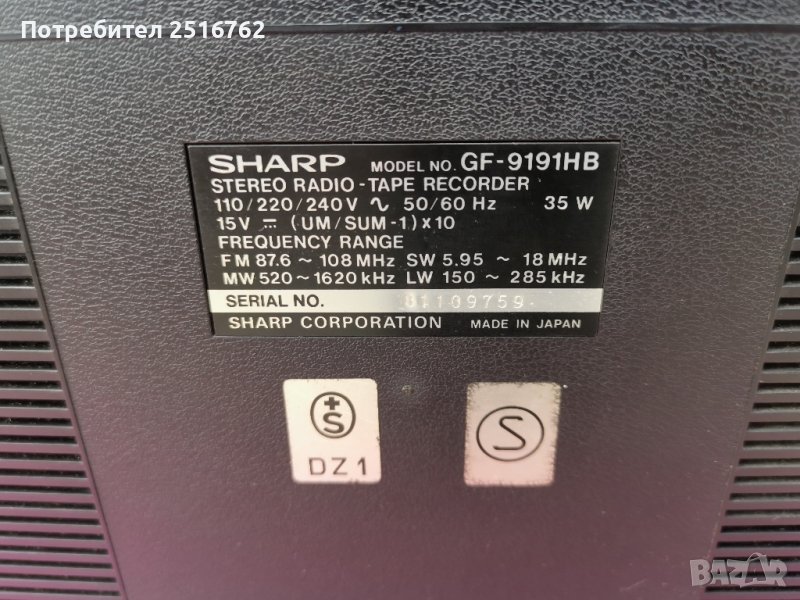 Потребител 2516762
SHARP MODEL NO. GF-9191HB
STEREO RADIO-TAPE RECORDER
110/220/240V ∿ 50/60 Hz 35 W
15V ⎓ (UM/SUM-1)x10
FREQUENCY RANGE
FM 87.6 ~ 108 MHz SW 5.95 ~ 18 MHz
MW 520 ~ 1620 kHz LW 150 ~ 285 kHz
SERIAL NO. 81109759
SHARP CORPORATION MADE IN JAPAN
+S
DZ1
S
BAZAR